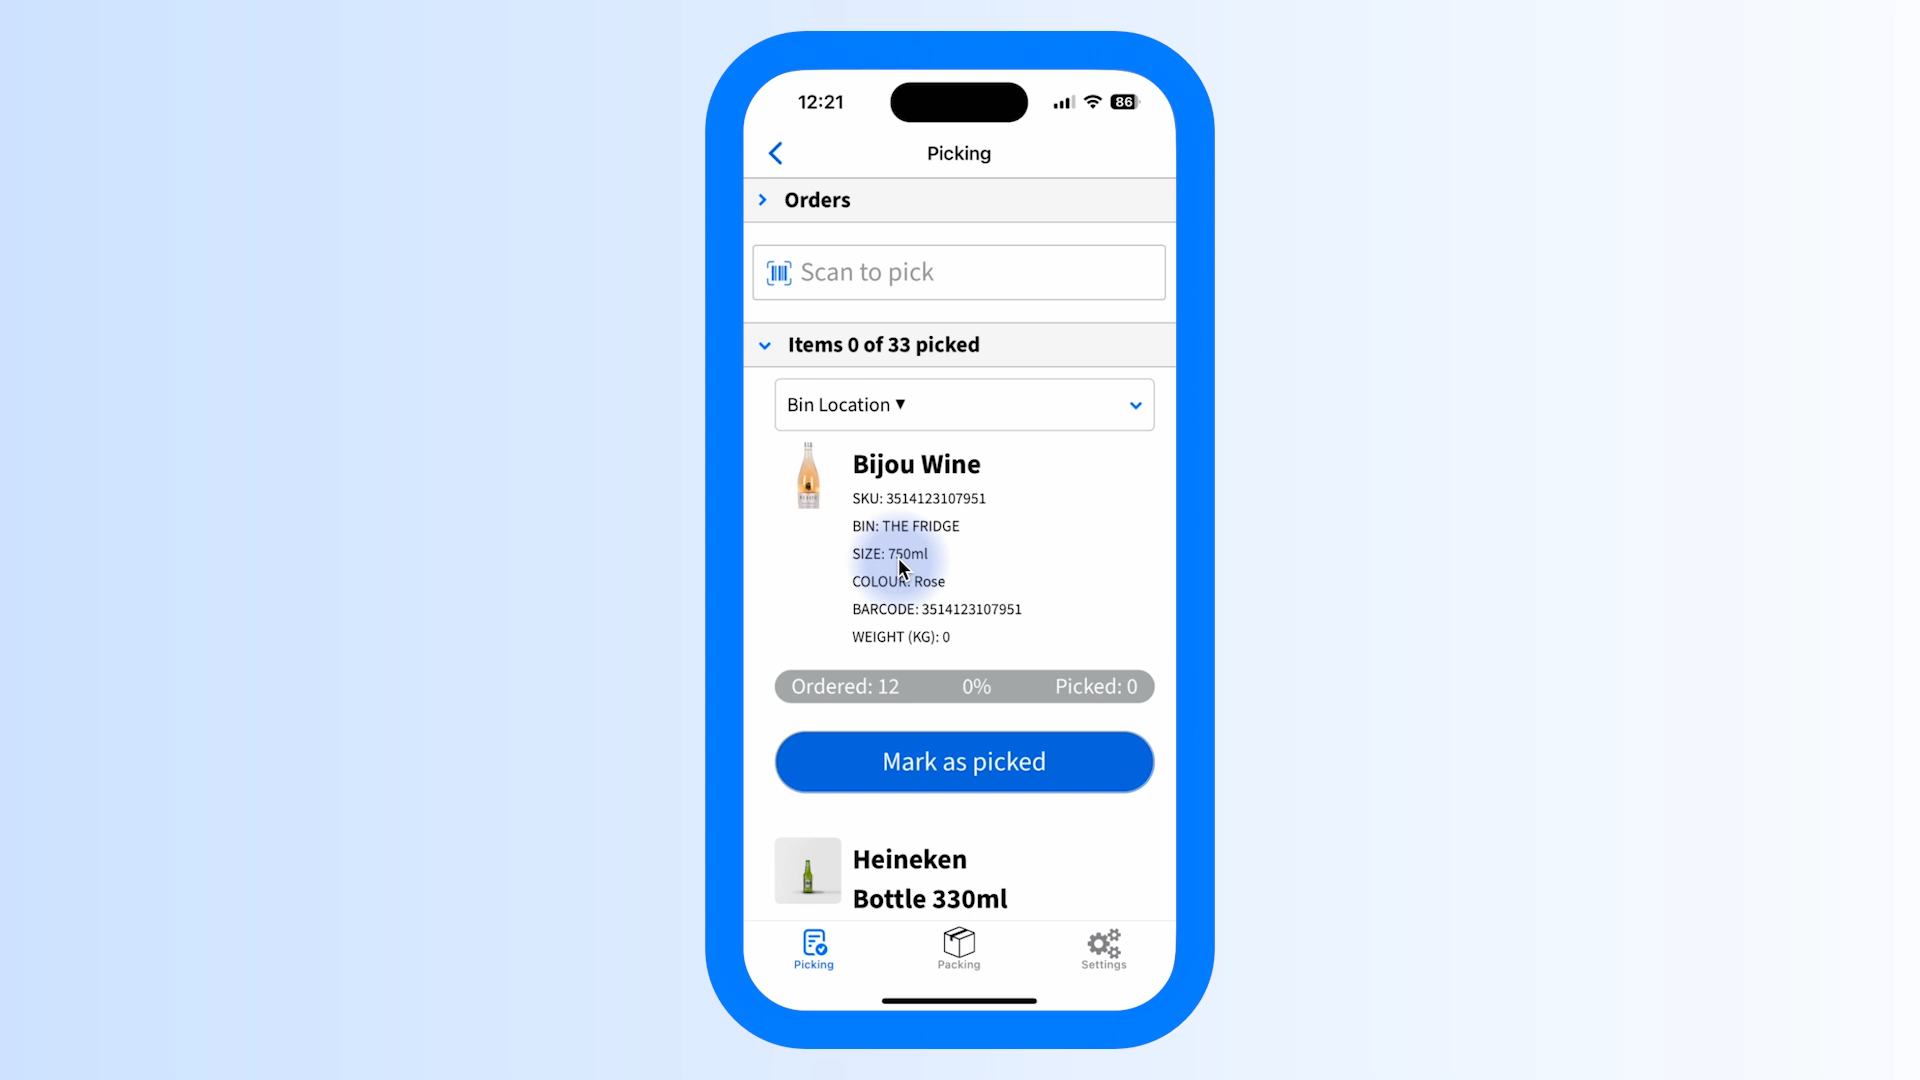 12:21
86
Picking
Orders
Scan to pick
Items 0 of 33 picked
Bin Location ▼
Bijou Wine
SKU: 3514123107951
BIN: THE FRIDGE
SIZE: 750ml
COLOUR: Rose
BARCODE: 3514123107951
WEIGHT (KG): 0
Ordered: 12 0% Picked: 0
Mark as picked
Heineken
Bottle 330ml
Picking Packing Settings